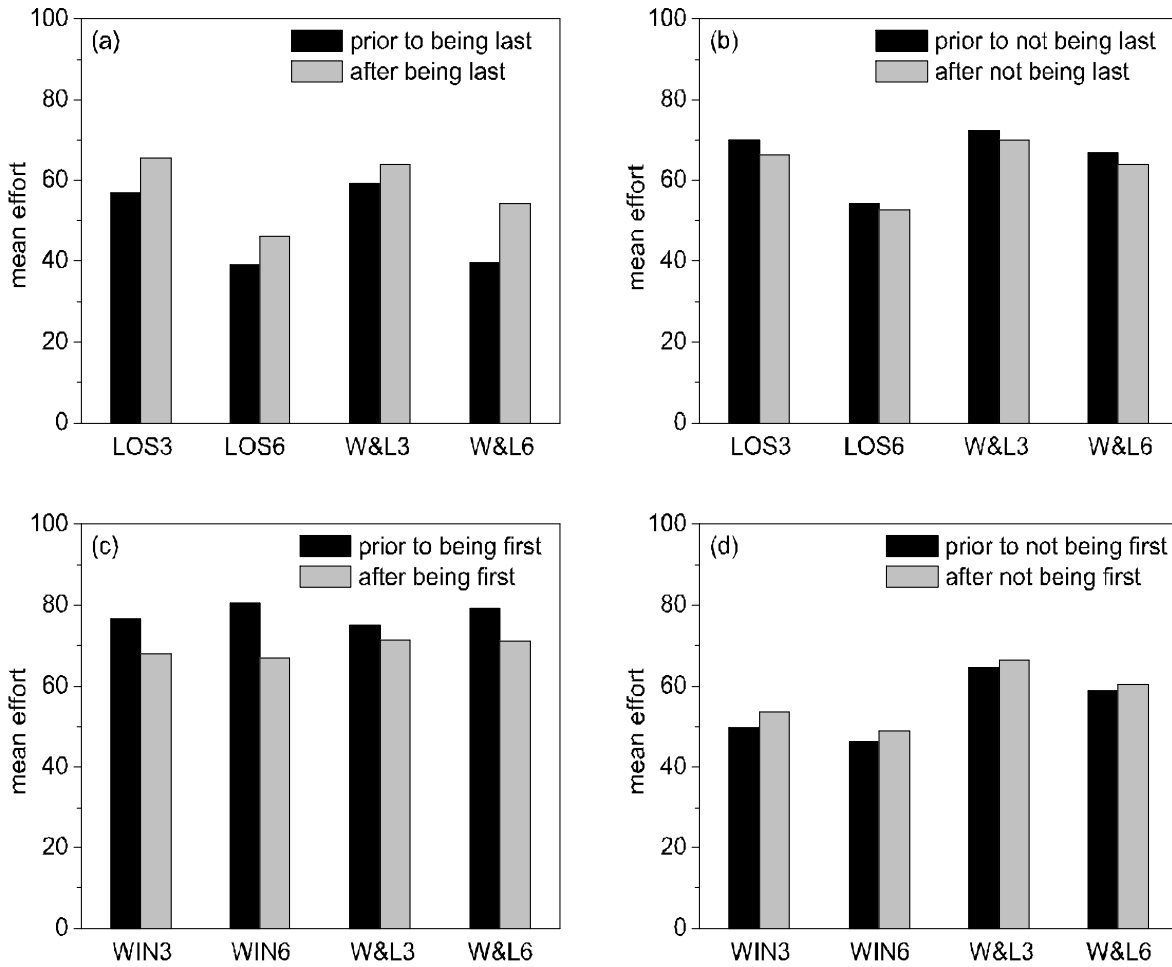 (a)
prior to being last
after being last
mean effort
100
80
60
40
20
0
LOS3 LOS6 W&L3 W&L6
(b)
prior to not being last
after not being last
mean effort
100
80
60
40
20
0
LOS3 LOS6 W&L3 W&L6
(c)
prior to being first
after being first
mean effort
100
80
60
40
20
0
WIN3 WIN6 W&L3 W&L6
(d)
prior to not being first
after not being first
mean effort
100
80
60
40
20
0
WIN3 WIN6 W&L3 W&L6